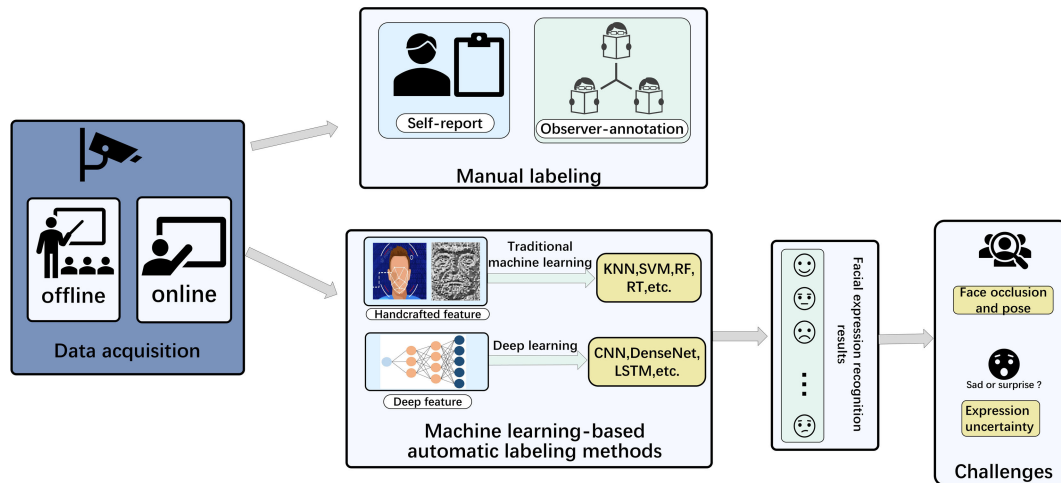 offline
online
Data acquisition
Self-report
Observer-annotation
Manual labeling
Handcrafted feature
Traditional
machine learning
KNN,SVM,RF,
RT,etc.
Deep feature
Deep learning
CNN,DenseNet,
LSTM,etc.
Machine learning-based
automatic labeling methods
Facial expression recognition
results
Face occlusion
and pose
Sad or surprise ?
Expression
uncertainty
Challenges